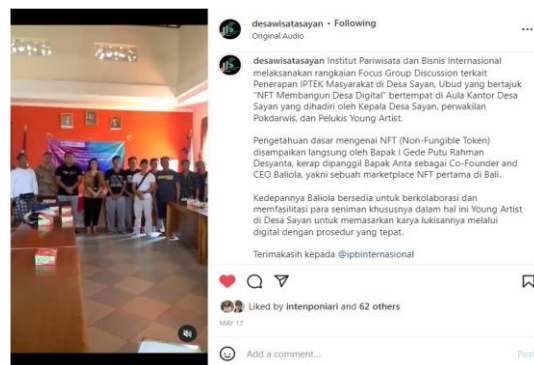 desawisatasayan • Following
Original Audio
desawisatasayan Institut Pariwisata dan Bisnis Internasional
melaksanakan rangkaian Focus Group Discussion terkait
Penerapan IPTEK Masyarakat di Desa Sayan, Ubud yang bertajuk
"NFT Membangun Desa Digital" bertempat di Aula Kantor Desa
Sayan yang dihadiri oleh Kepala Desa Sayan, perwakilan
Pokdarwis, dan Pelukis Young Artist.
Pengetahuan dasar mengenai NFT (Non-Fungible Token)
disampaikan langsung oleh Bapak I Gede Putu Rahman
Desyanta, kerap dipanggil Bapak Anta sebagai Co-Founder and
CEO Baliola, yakni sebuah marketplace NFT pertama di Bali.
Kedepannya Baliola bersedia untuk berkolaborasi dan
memfasilitasi para seniman khususnya dalam hal ini Young Artist
di Desa Sayan untuk memasarkan karya lukisannya melalui
digital dengan prosedur yang tepat.
Terimakasih kepada @ipbinternasional
Liked by intenponiari and 62 others
MAY 17
Add a comment...
Post